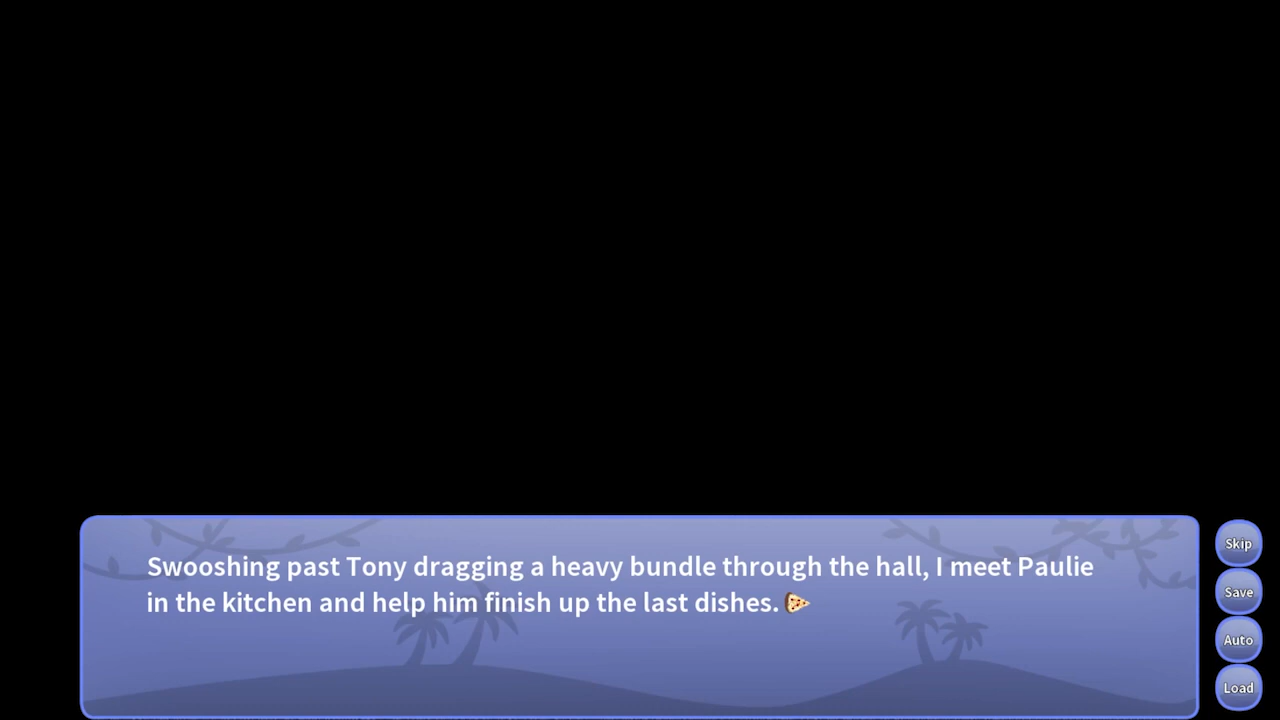 Swooshing past Tony dragging a heavy bundle through the hall, I meet Paulie
in the kitchen and help him finish up the last dishes.
Skip
Save
Auto
Load